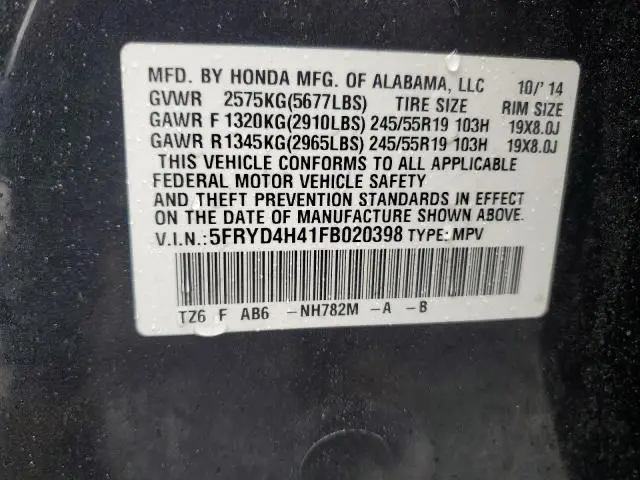 MFD. BY HONDA MFG. OF ALABAMA, LLC 10/'14
GVWR 2575KG(5677LBS) TIRE SIZE RIM SIZE
GAWR F 1320KG(2910LBS) 245/55R19 103H 19X8.0J
GAWR R1345KG(2965LBS) 245/55R19 103H 19X8.0J
THIS VEHICLE CONFORMS TO ALL APPLICABLE
FEDERAL MOTOR VEHICLE SAFETY
AND THEFT PREVENTION STANDARDS IN EFFECT
ON THE DATE OF MANUFACTURE SHOWN ABOVE.
V.I.N.: 5FRYD4H41FB020398 TYPE: MPV
TZ6 F AB6 -NH782M -A -B